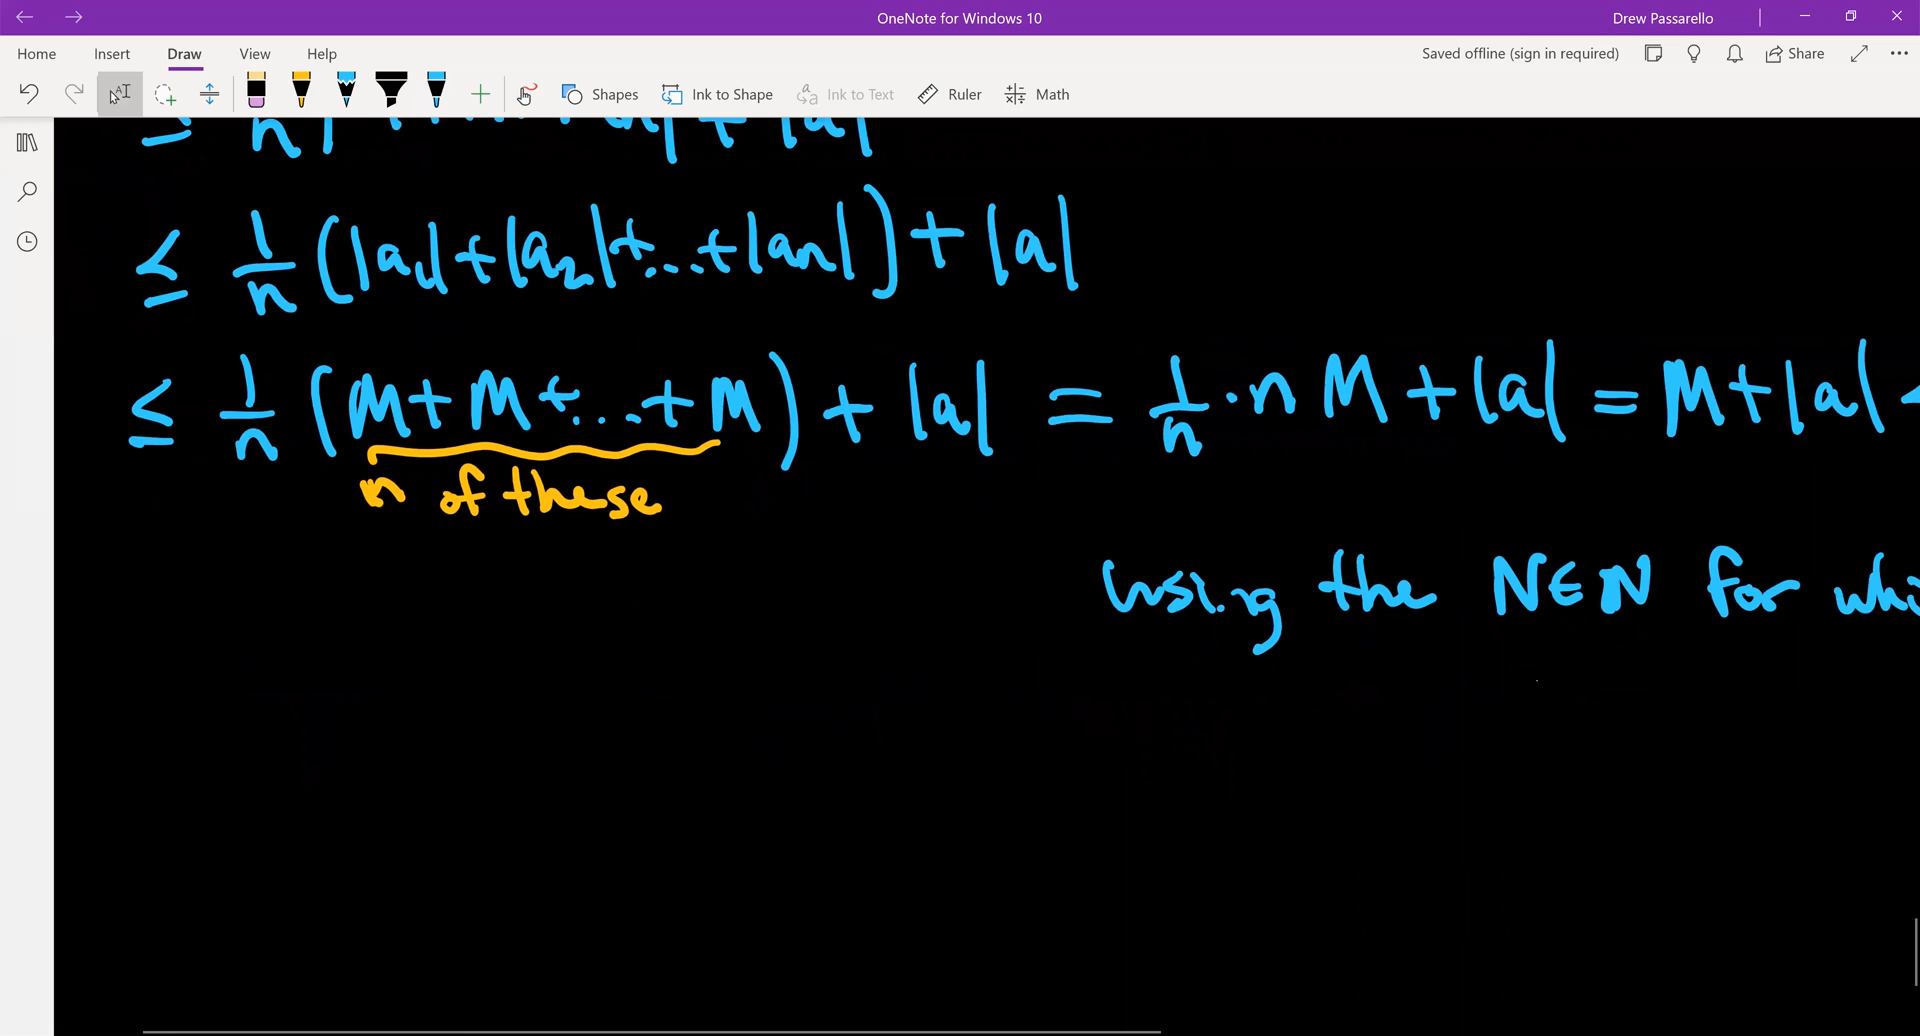 OneNote for Windows 10
Drew Passarello
Home Insert Draw View Help
Saved offline (sign in required) Share
Shapes Ink to Shape Ink to Text Ruler Math
≤ 1/n (|a₁| + |a₂| + ... + |aₙ|) + |a|
≤ 1/n (M + M + ... + M) + |a| = 1/n · n M + |a| = M + |a|
n of these
using the N ∈ ℕ for